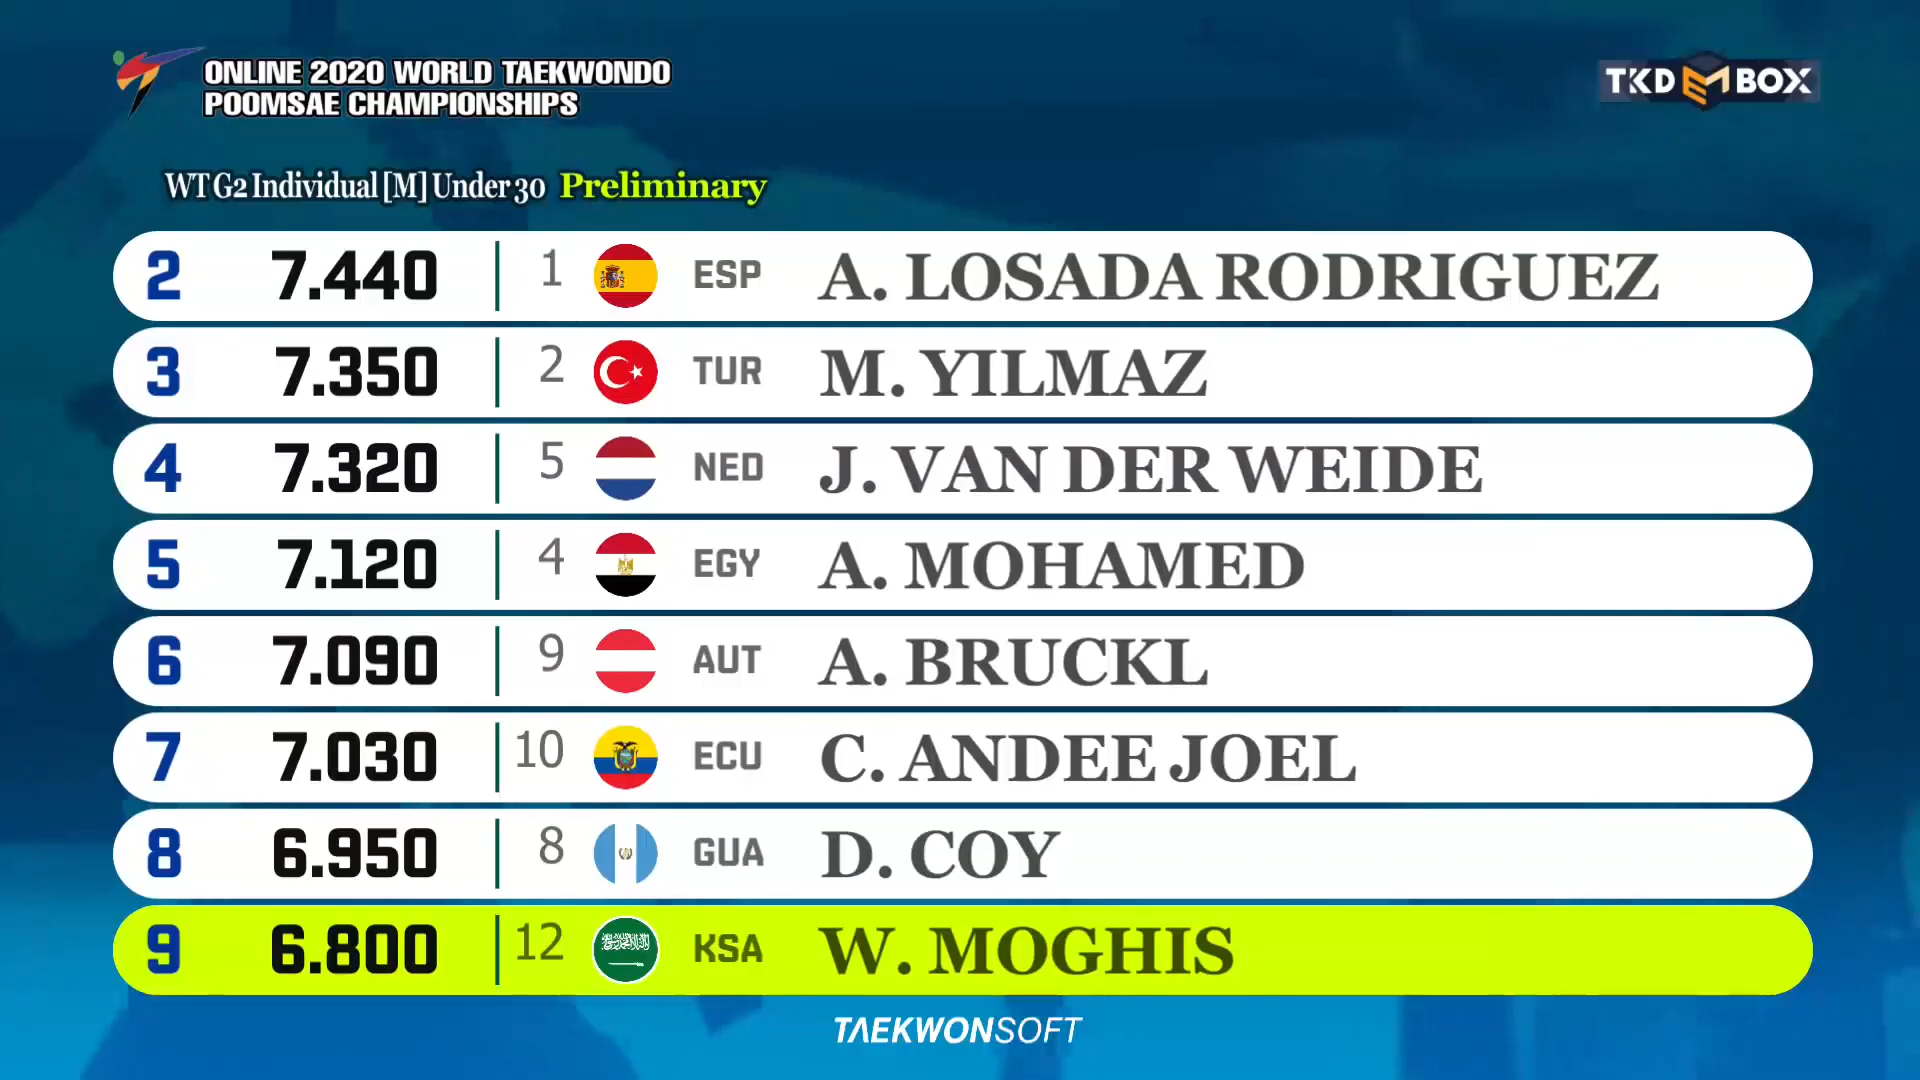 ONLINE 2020 WORLD TAEKWONDO
POOMSAE CHAMPIONSHIPS
TKD BOX
WT G2 Individual [M] Under 30 Preliminary
2 7.440 1 ESP A. LOSADA RODRIGUEZ
3 7.350 2 TUR M. YILMAZ
4 7.320 5 NED J. VAN DER WEIDE
5 7.120 4 EGY A. MOHAMED
6 7.090 9 AUT A. BRUCKL
7 7.030 10 ECU C. ANDEE JOEL
8 6.950 8 GUA D. COY
9 6.800 12 KSA W. MOGHIS
TAEKWONSOFT